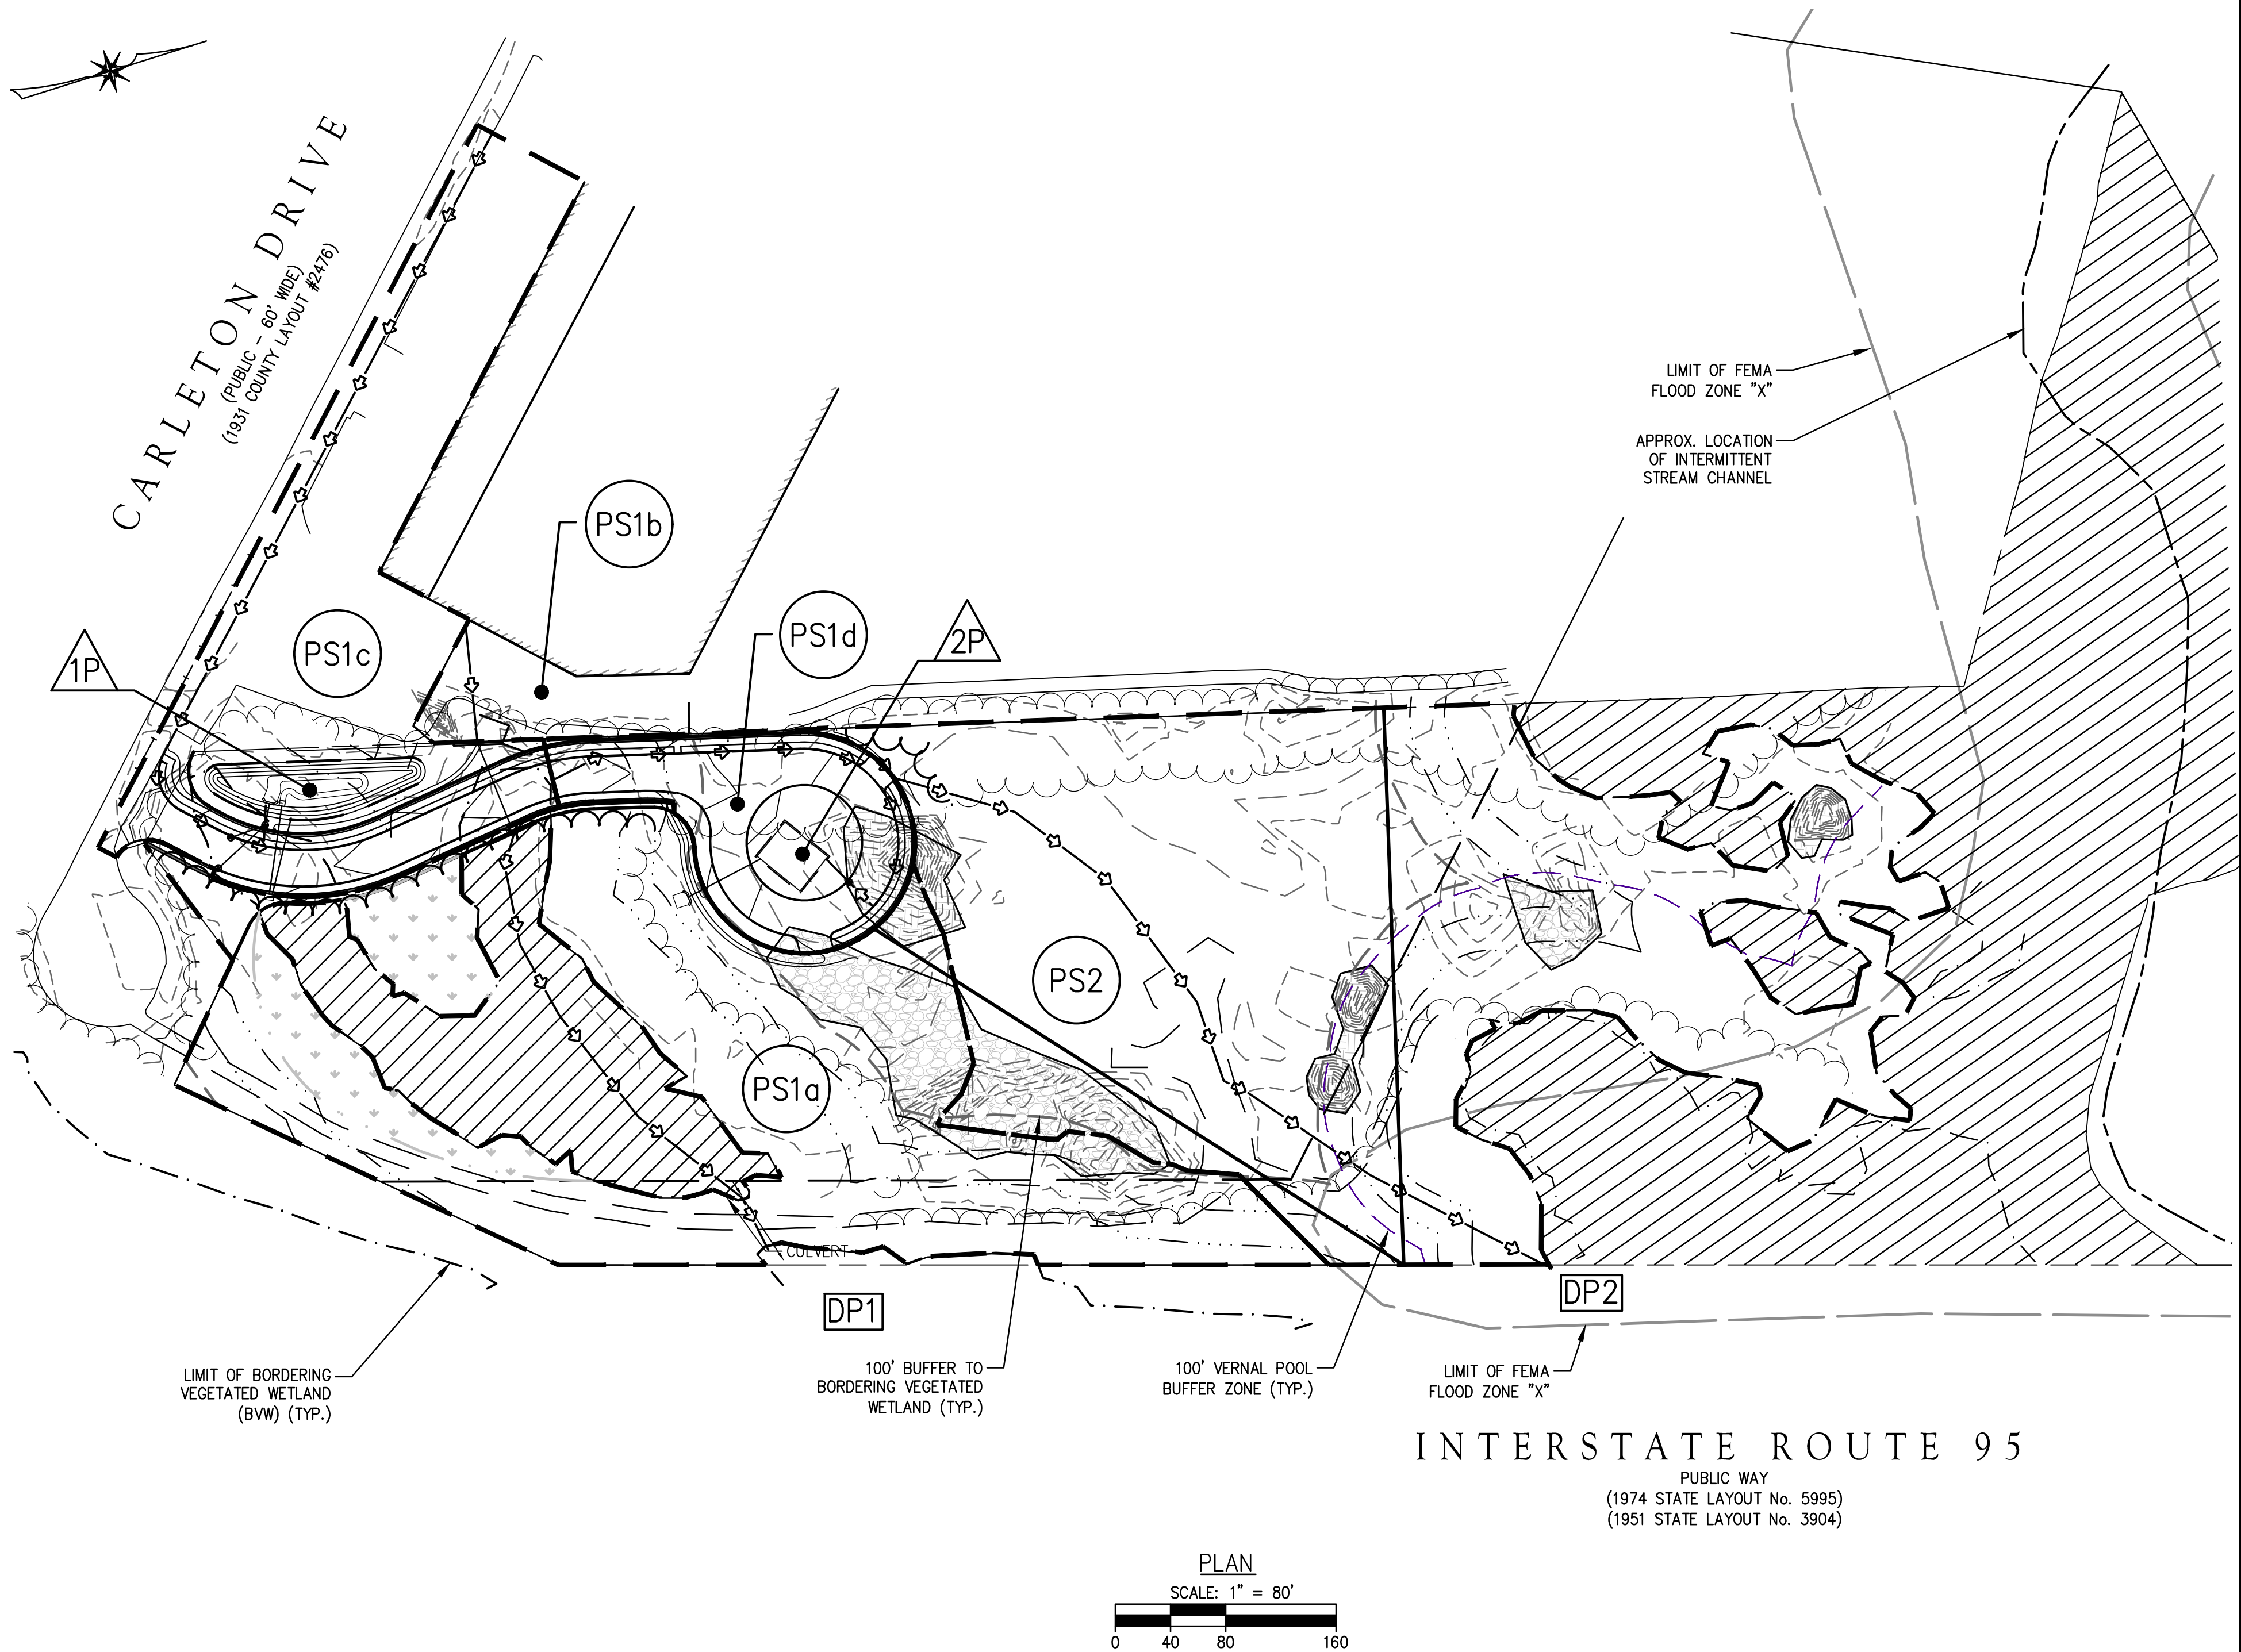 CARLETON DRIVE
(PUBLIC - 60' WIDE)
(1931 COUNTY LAYOUT #2476)
LIMIT OF FEMA
FLOOD ZONE "X"
APPROX. LOCATION
OF INTERMITTENT
STREAM CHANNEL
PS1b
PS1d
2P
PS1c
1P
PS2
PS1a
CULVERT
DP1
DP2
LIMIT OF BORDERING
VEGETATED WETLAND
(BVW) (TYP.)
100' BUFFER TO
BORDERING VEGETATED
WETLAND (TYP.)
100' VERNAL POOL
BUFFER ZONE (TYP.)
LIMIT OF FEMA
FLOOD ZONE "X"
INTERSTATE ROUTE 95
PUBLIC WAY
(1974 STATE LAYOUT No. 5995)
(1951 STATE LAYOUT No. 3904)
PLAN
SCALE: 1" = 80'
0 40 80 160